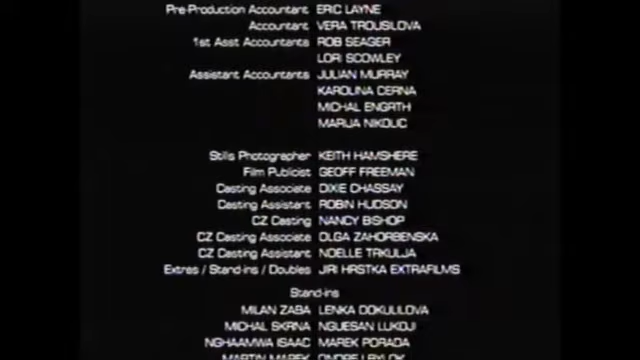 Pre-Production Accountant ERIC LAYNE
Accountant VERA TROUSILOVA
1st Asst Accountants ROB SEAGER
LORI SCOWLEY
Assistant Accountants JULIAN MURRAY
KAROLINA CERNA
MICHAL ENGRTH
MARIJA NIKOLIC
Stills Photographer KEITH HAMSHERE
Film Publicist GEOFF FREEMAN
Casting Associate DIXIE CHASSAY
Casting Assistant ROBIN HUDSON
CZ Casting NANCY BISHOP
CZ Casting Associate OLGA ZAHORBENSKA
CZ Casting Assistant NOELLE TRKULJA
Extras / Stand-ins / Doubles JIRI HRSTKA EXTRAFILMS
Stand-ins
MILAN ZABA LENKA DOKULILOVA
MICHAL SKRNA NGUESAN LUKOJI
NGHAAMWA ISAAC MAREK PORADA
MARTIN MAREK